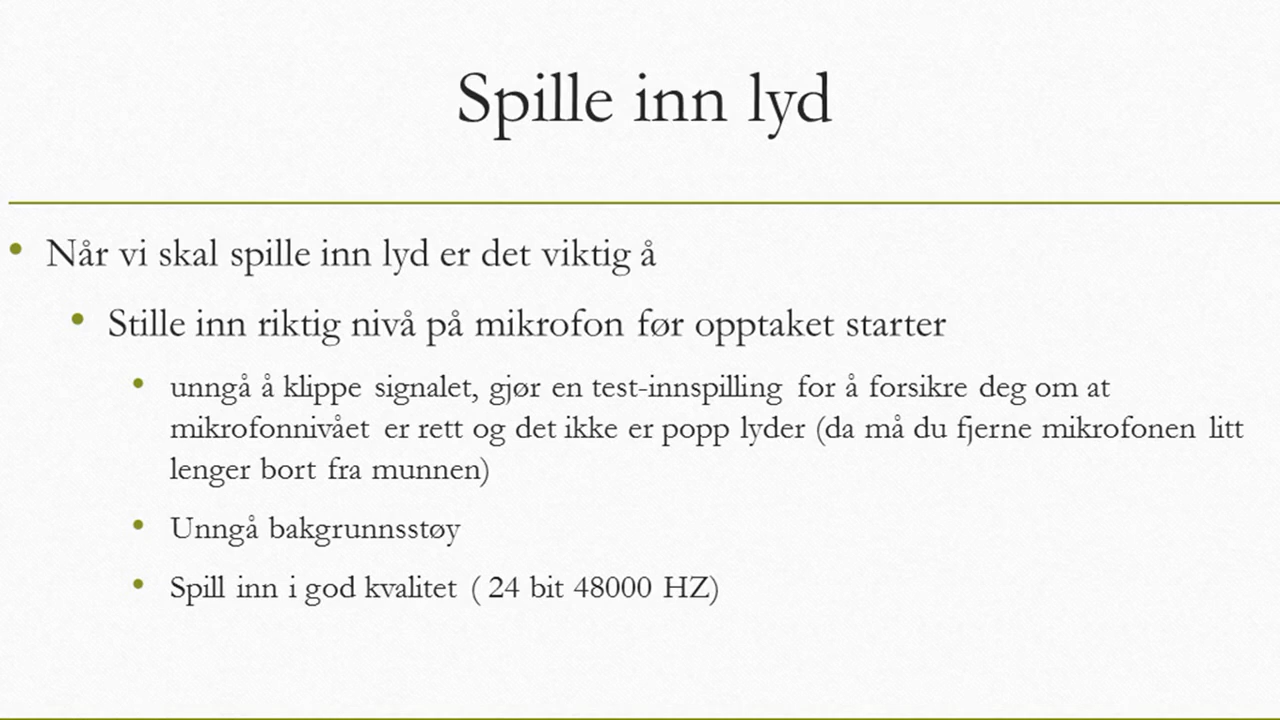 Spille inn lyd
• Når vi skal spille inn lyd er det viktig å
• Stille inn riktig nivå på mikrofon før opptaket starter
• unngå å klippe signalet, gjør en test-innspilling for å forsikre deg om at
mikrofonnivået er rett og det ikke er popp lyder (da må du fjerne mikrofonen litt
lenger bort fra munnen)
• Unngå bakgrunnsstøy
• Spill inn i god kvalitet ( 24 bit 48000 HZ)